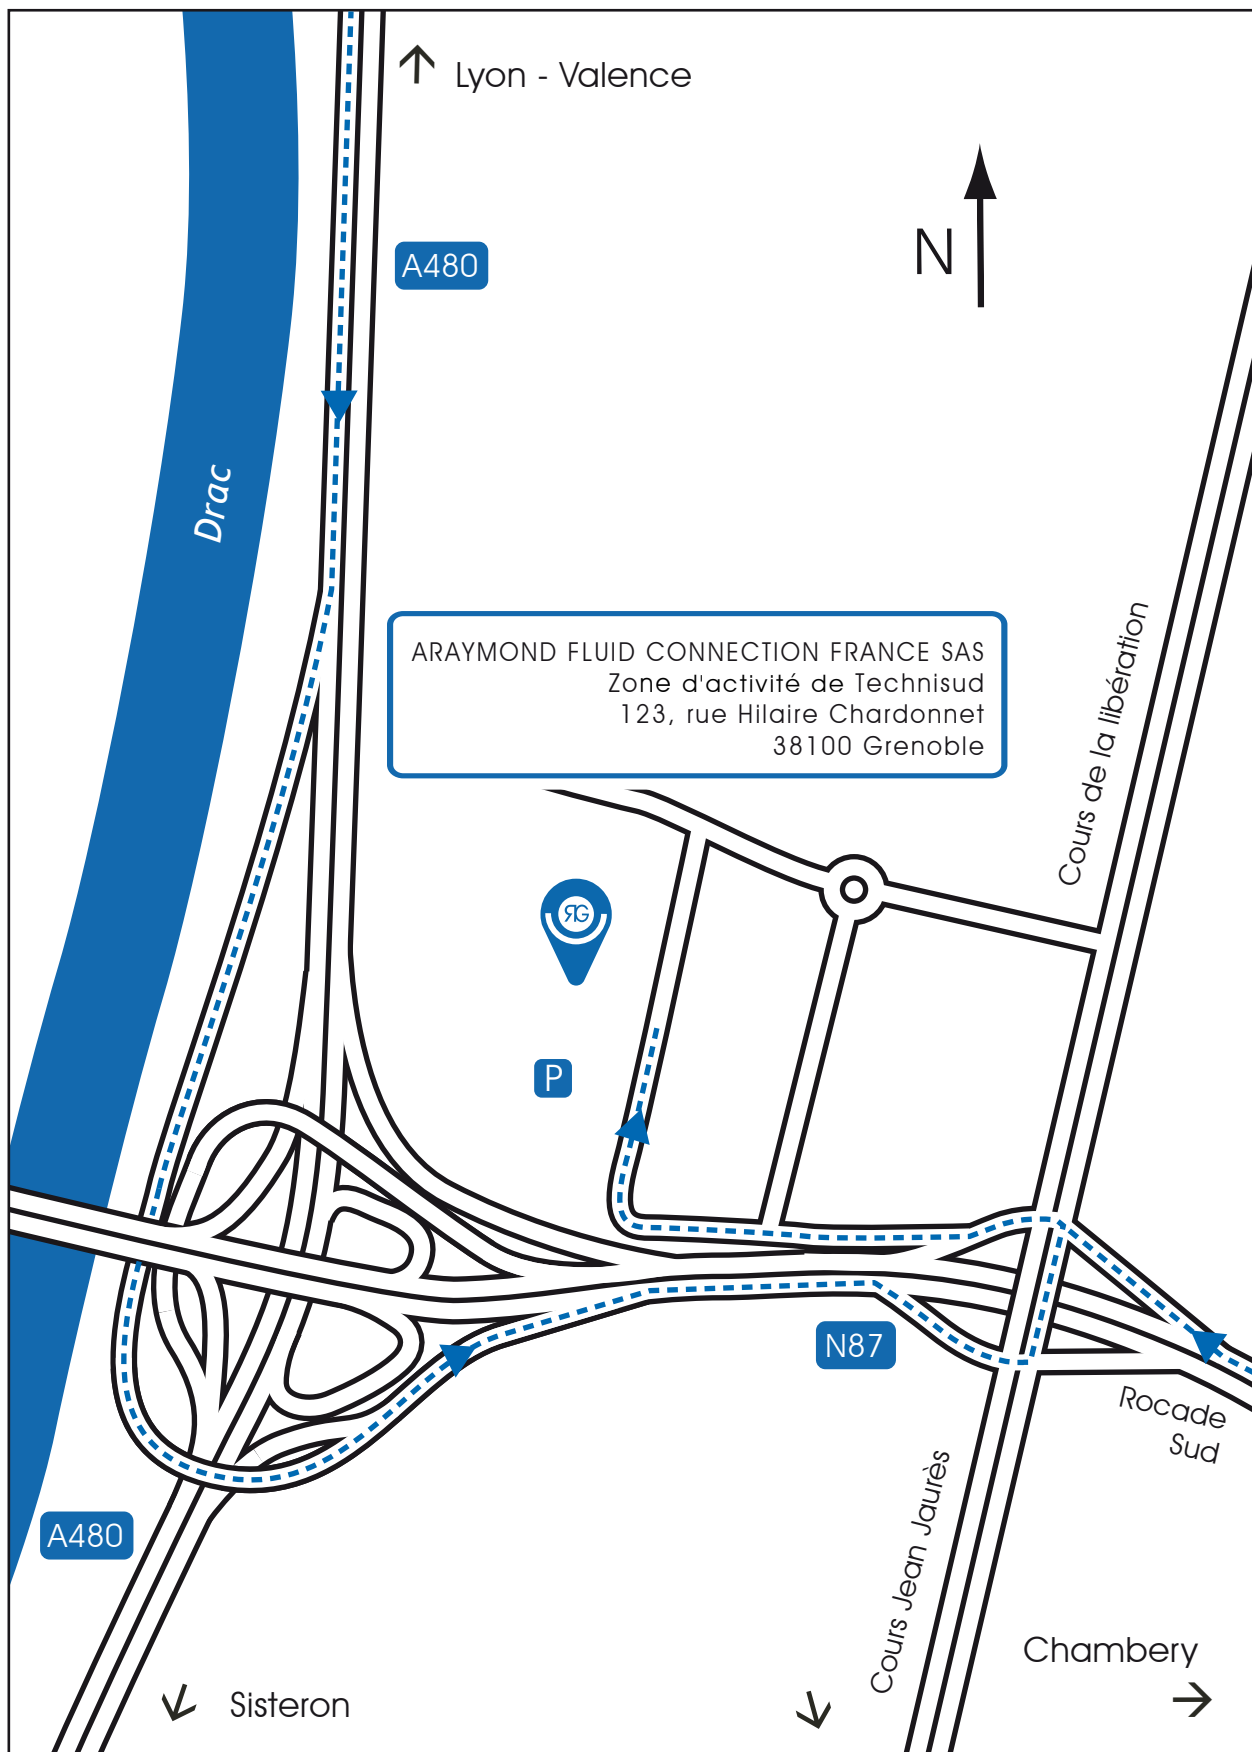 Lyon - Valence
N
A480
Drac
ARAYMOND FLUID CONNECTION FRANCE SAS
Zone d'activité de Technisud
123, rue Hilaire Chardonnet
38100 Grenoble
Cours de la libération
P
N87
Rocade
Sud
A480
Cours Jean Jaurès
Chambery
Sisteron